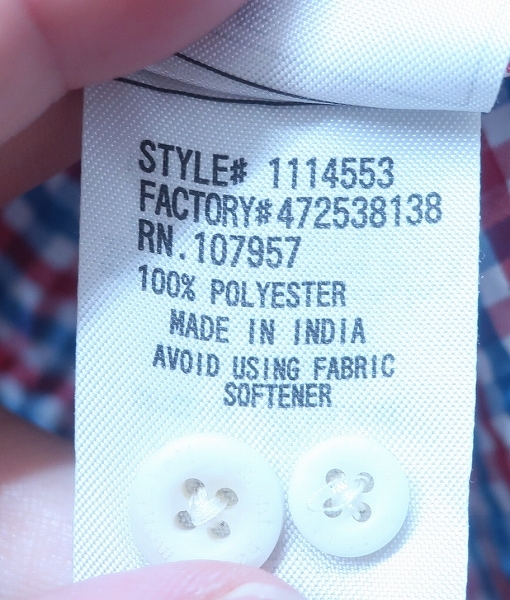 STYLE# 1114553
FACTORY#472538138
RN.107957
100% POLYESTER
MADE IN INDIA
AVOID USING FABRIC
SOFTENER